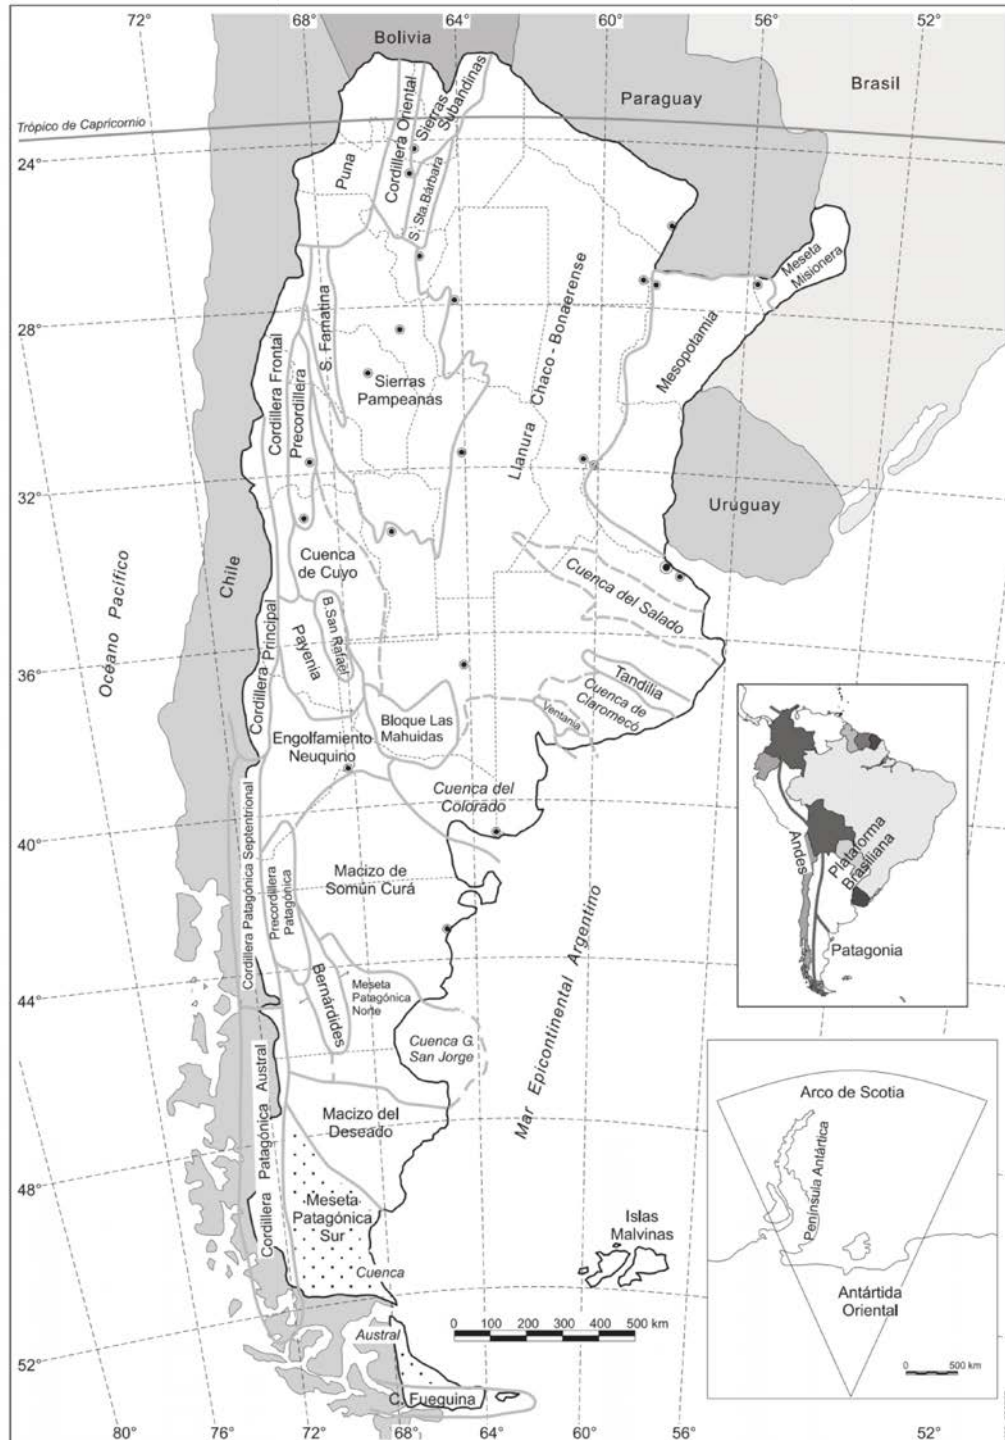 72°
68°
64°
60°
56°
52°
Bolivia
Paraguay
Brasil
Trópico de Capricornio
24°
Puna
Cordillera Oriental
Sierras
Subandinas
S. Sta. Bárbara
Meseta
Misionera
28°
Cordillera Frontal
Precordillera
S. Famatina
Sierras
Pampeanas
Llanura Chaco - Bonaerense
Mesopotamia
32°
Uruguay
Océano Pacífico
Chile
Cuenca
de Cuyo
Cuenca del Salado
Cordillera Principal
Payenia
B. San Rafael
36°
Tandilia
Cuenca de
Claromecó
Ventania
Bloque Las
Mahuidas
Engolfamiento
Neuquino
Cuenca del
Colorado
40°
Cordillera Patagónica Septentrional
Precordillera
Patagónica
Macizo de
Somún Curá
Mar Epicontinental Argentino
Andes
Plataforma
Brasiliana
Patagonia
44°
Bernárdides
Meseta
Patagónica
Norte
Cuenca G.
San Jorge
Cordillera Patagónica Austral
Macizo del
Deseado
48°
Meseta
Patagónica
Sur
Cuenca
Islas
Malvinas
Arco de Scotia
Península Antártica
Antártida
Oriental
0 500 km
0 100 200 300 400 500 km
Austral
52°
C. Fueguina
80°
76°
72°
68°
64°
60°
56°
52°